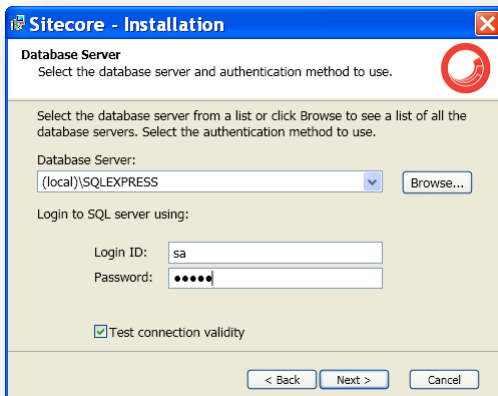 Sitecore - Installation
Database Server
Select the database server and authentication method to use.
Select the database server from a list or click Browse to see a list of all the
database servers. Select the authentication method to use.
Database Server:
(local)\SQLEXPRESS
Browse...
Login to SQL server using:
Login ID: sa
Password: •••••
Test connection validity
< Back Next > Cancel